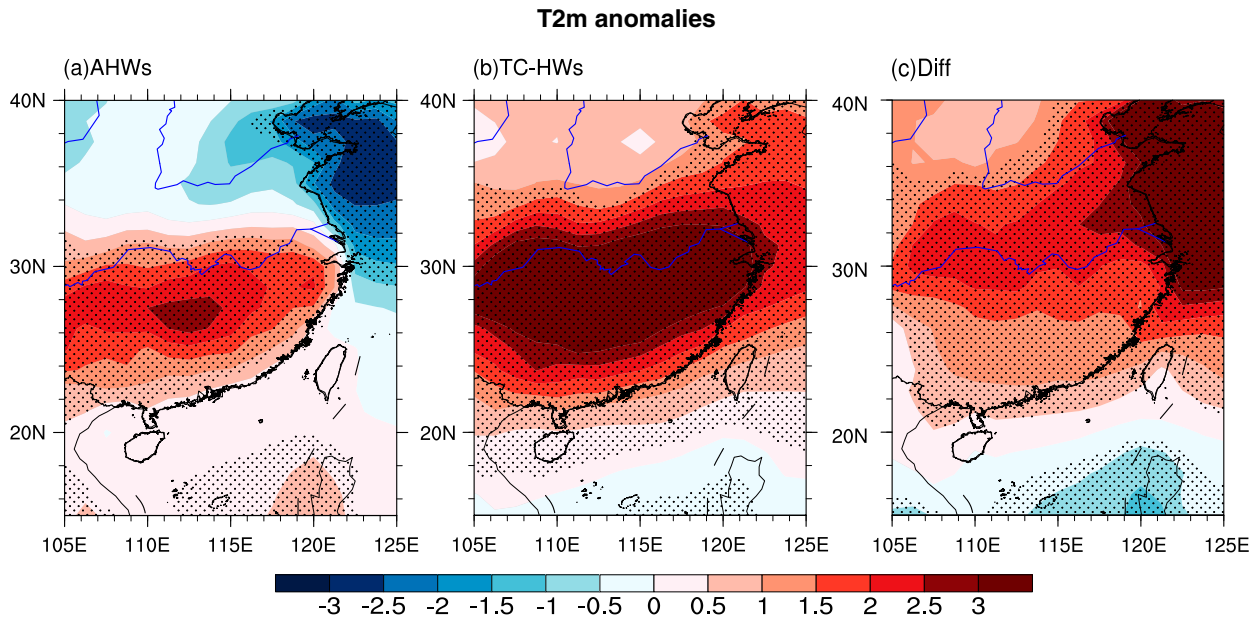 T2m anomalies
(a)AHWs
(b)TC-HWs
(c)Diff
40N
30N
20N
105E 110E 115E 120E 125E
40N
30N
20N
105E 110E 115E 120E 125E
40N
30N
20N
105E 110E 115E 120E 125E
-3 -2.5 -2 -1.5 -1 -0.5 0 0.5 1 1.5 2 2.5 3